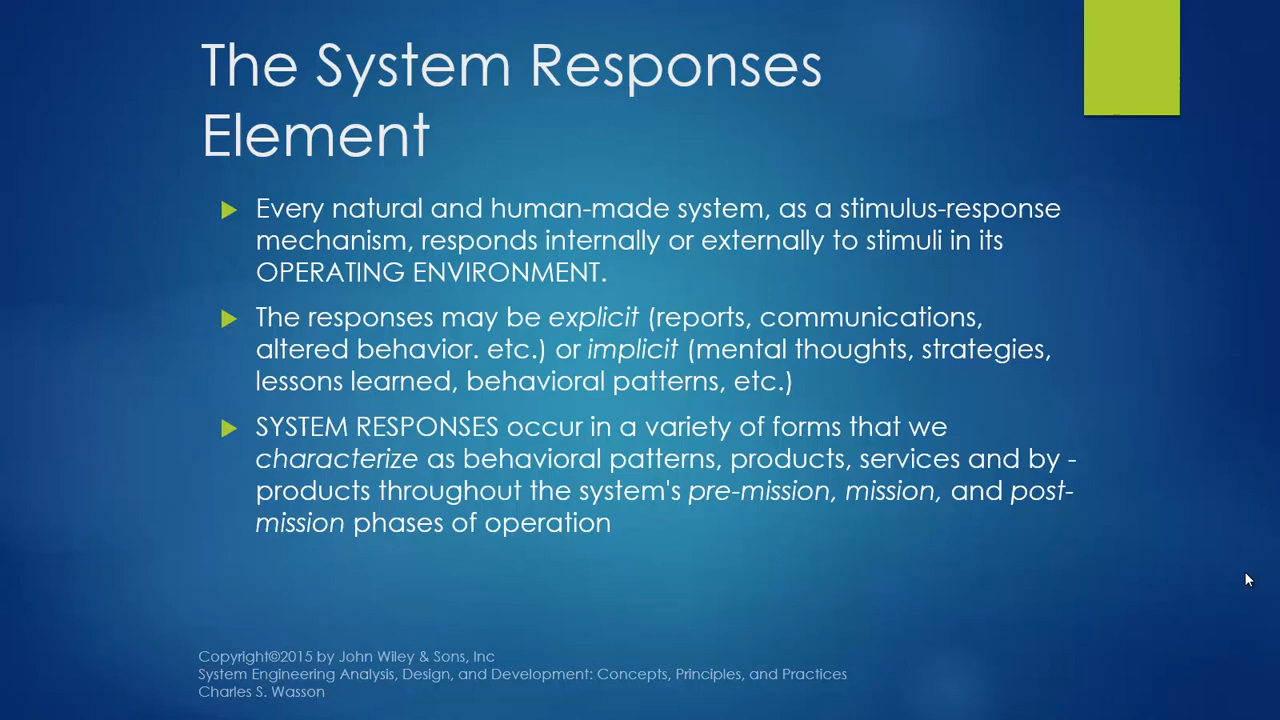 The System Responses
Element
Every natural and human-made system, as a stimulus-response
mechanism, responds internally or externally to stimuli in its
OPERATING ENVIRONMENT.
The responses may be explicit (reports, communications,
altered behavior. etc.) or implicit (mental thoughts, strategies,
lessons learned, behavioral patterns, etc.)
SYSTEM RESPONSES occur in a variety of forms that we
characterize as behavioral patterns, products, services and by -
products throughout the system's pre-mission, mission, and post-
mission phases of operation
Copyright©2015 by John Wiley & Sons, Inc
System Engineering Analysis, Design, and Development: Concepts, Principles, and Practices
Charles S. Wasson